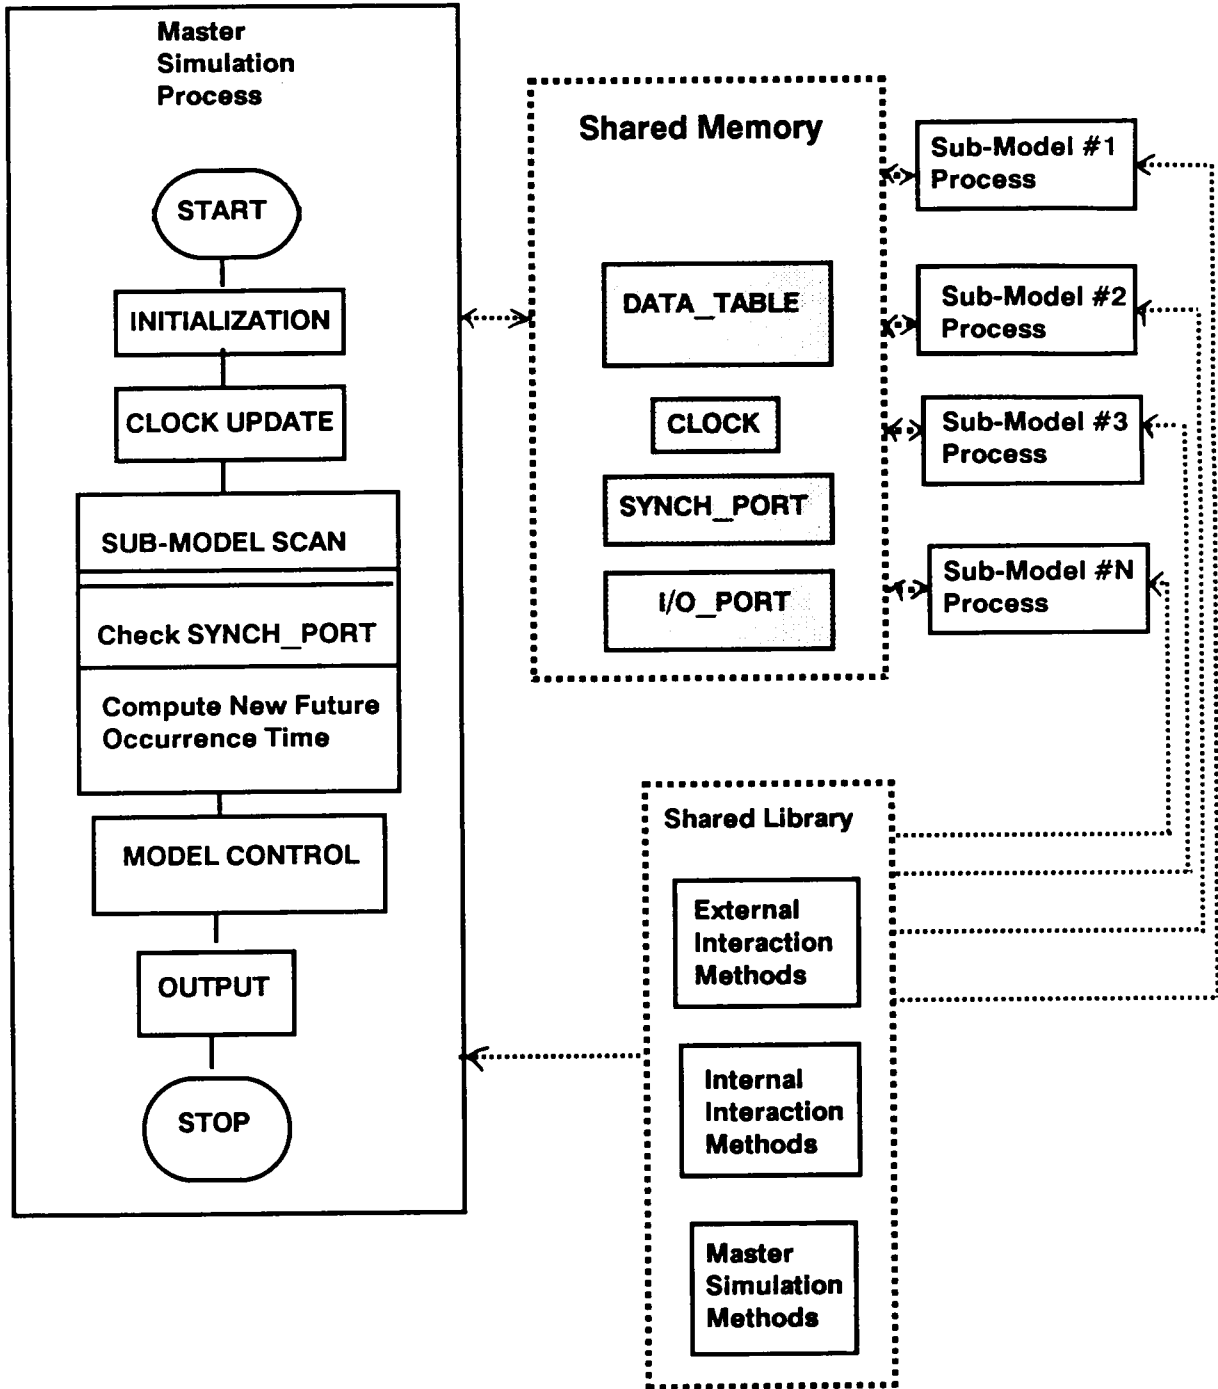 Master
Simulation
Process
START
INITIALIZATION
CLOCK UPDATE
SUB-MODEL SCAN
Check SYNCH_PORT
Compute New Future
Occurrence Time
MODEL CONTROL
OUTPUT
STOP
Shared Memory
DATA_TABLE
CLOCK
SYNCH_PORT
I/O_PORT
Sub-Model #1
Process
Sub-Model #2
Process
Sub-Model #3
Process
Sub-Model #N
Process
Shared Library
External
Interaction
Methods
Internal
Interaction
Methods
Master
Simulation
Methods